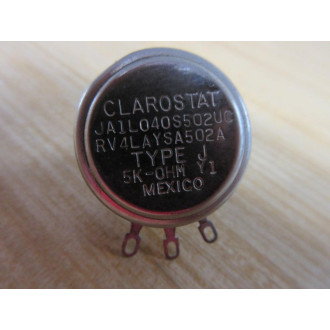 CLAROSTAT
JA1L040S502UC
RV4LAYSA502A
TYPE J
5K-OHM Y1
MEXICO